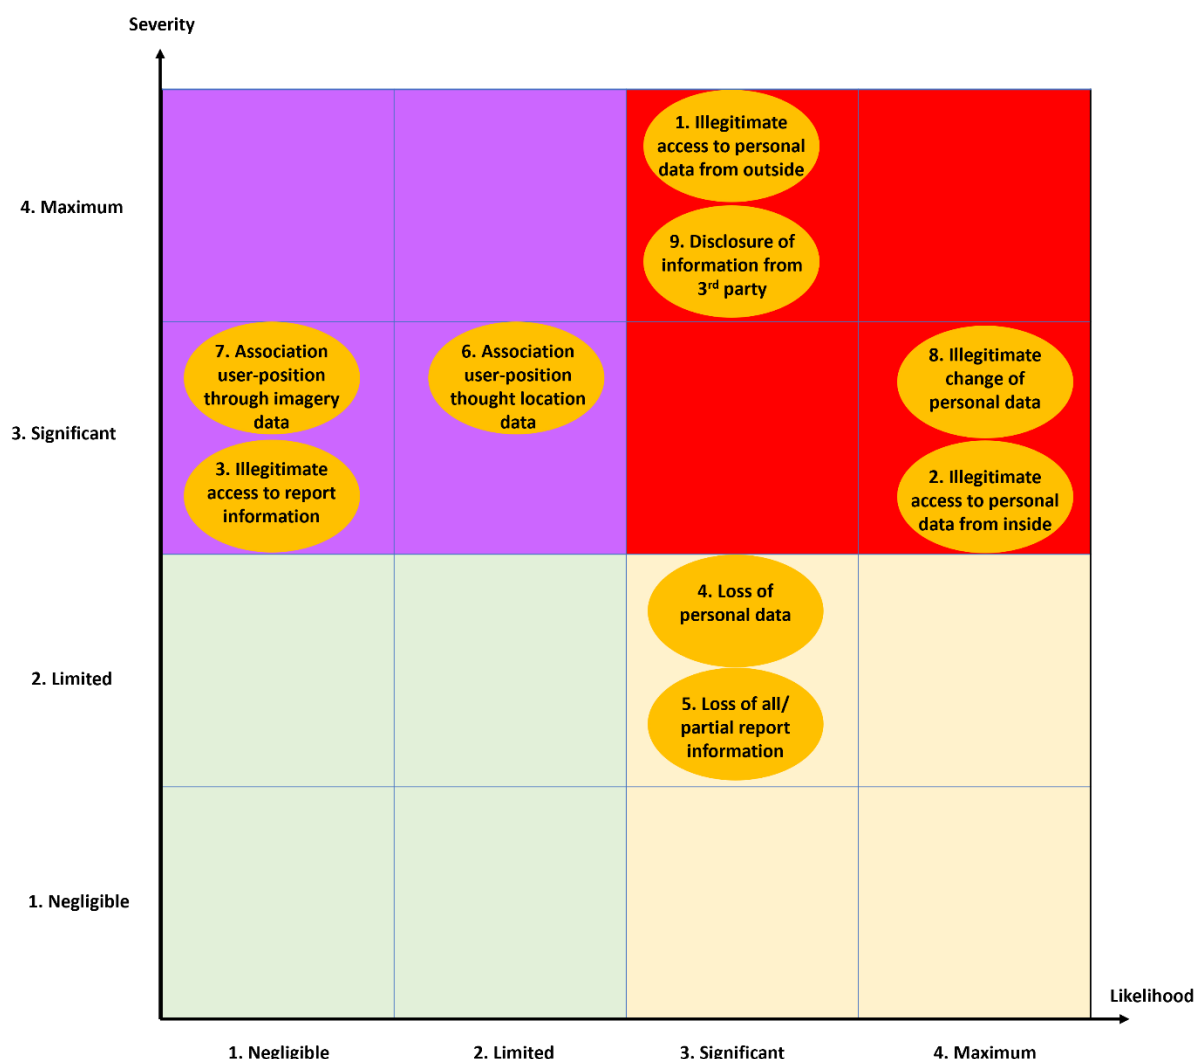 Severity
4. Maximum
1. Illegitimate
access to personal
data from outside
9. Disclosure of
information from
3rd party
3. Significant
7. Association
user-position
through imagery
data
6. Association
user-position
thought location
data
8. Illegitimate
change of
personal data
3. Illegitimate
access to report
information
2. Illegitimate
access to personal
data from inside
2. Limited
4. Loss of
personal data
5. Loss of all/
partial report
information
1. Negligible
Likelihood
1. Negligible
2. Limited
3. Significant
4. Maximum